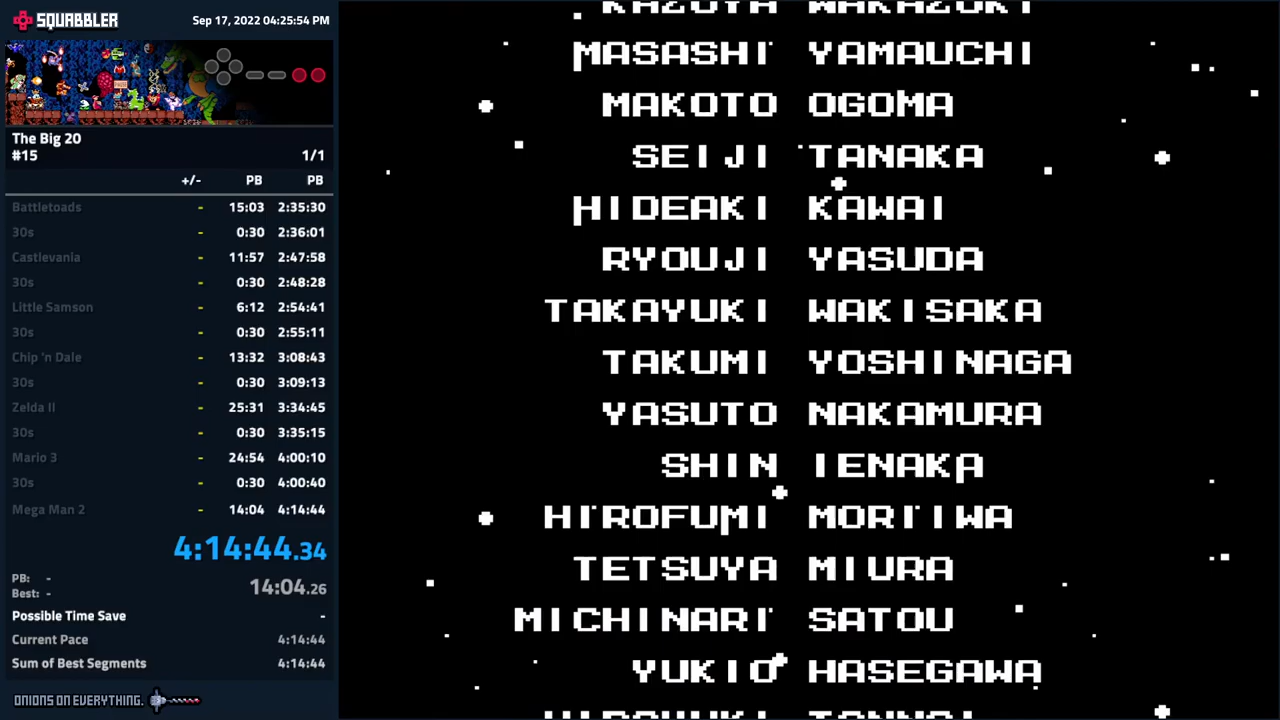 SQUABBLER
Sep 17, 2022 04:25:54 PM
The Big 20
#15 1/1
+/- PB PB
Battletoads - 15:03 2:35:30
30s - 0:30 2:36:01
Castlevania - 11:57 2:47:58
30s - 0:30 2:48:28
Little Samson - 6:12 2:54:41
30s - 0:30 2:55:11
Chip 'n Dale - 13:32 3:08:43
30s - 0:30 3:09:13
Zelda II - 25:31 3:34:45
30s - 0:30 3:35:15
Mario 3 - 24:54 4:00:10
30s - 0:30 4:00:40
Mega Man 2 - 14:04 4:14:44
4:14:44.34
PB: -
Best: -
14:04.26
Possible Time Save -
Current Pace 4:14:44
Sum of Best Segments 4:14:44
ONIONS ON EVERYTHING.
KAZUYA WAKAZUKI
MASASHI YAMAUCHI
MAKOTO OGOMA
SEIJI TANAKA
HIDEAKI KAWAI
RYOUJI YASUDA
TAKAYUKI WAKISAKA
TAKUMI YOSHINAGA
YASUTO NAKAMURA
SHIN IENAKA
HIROFUMI MORIIWA
TETSUYA MIURA
MICHINARI SATOU
YUKIO HASEGAWA